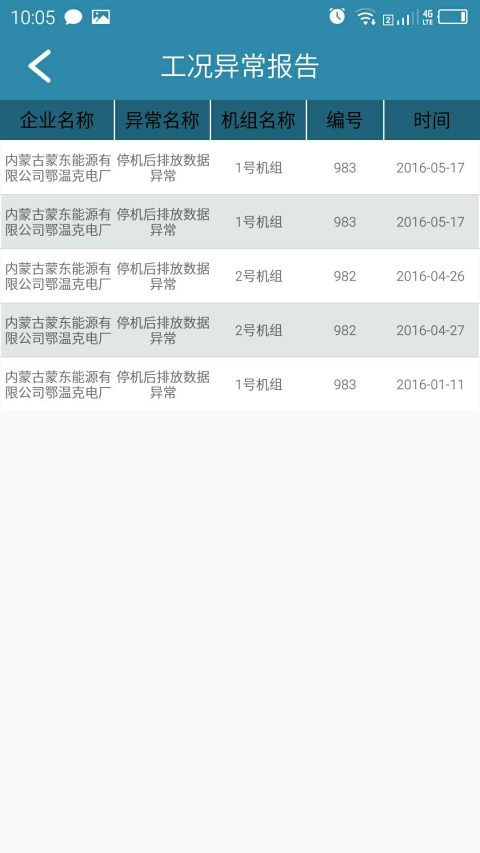 10:05 2 4G LTE
工况异常报告
企业名称 异常名称 机组名称 编号 时间
内蒙古蒙东能源有 停机后排放数据
限公司鄂温克电厂 异常 1号机组 983 2016-05-17
内蒙古蒙东能源有 停机后排放数据
限公司鄂温克电厂 异常 1号机组 983 2016-05-17
内蒙古蒙东能源有 停机后排放数据
限公司鄂温克电厂 异常 2号机组 982 2016-04-26
内蒙古蒙东能源有 停机后排放数据
限公司鄂温克电厂 异常 2号机组 982 2016-04-27
内蒙古蒙东能源有 停机后排放数据
限公司鄂温克电厂 异常 1号机组 983 2016-01-11